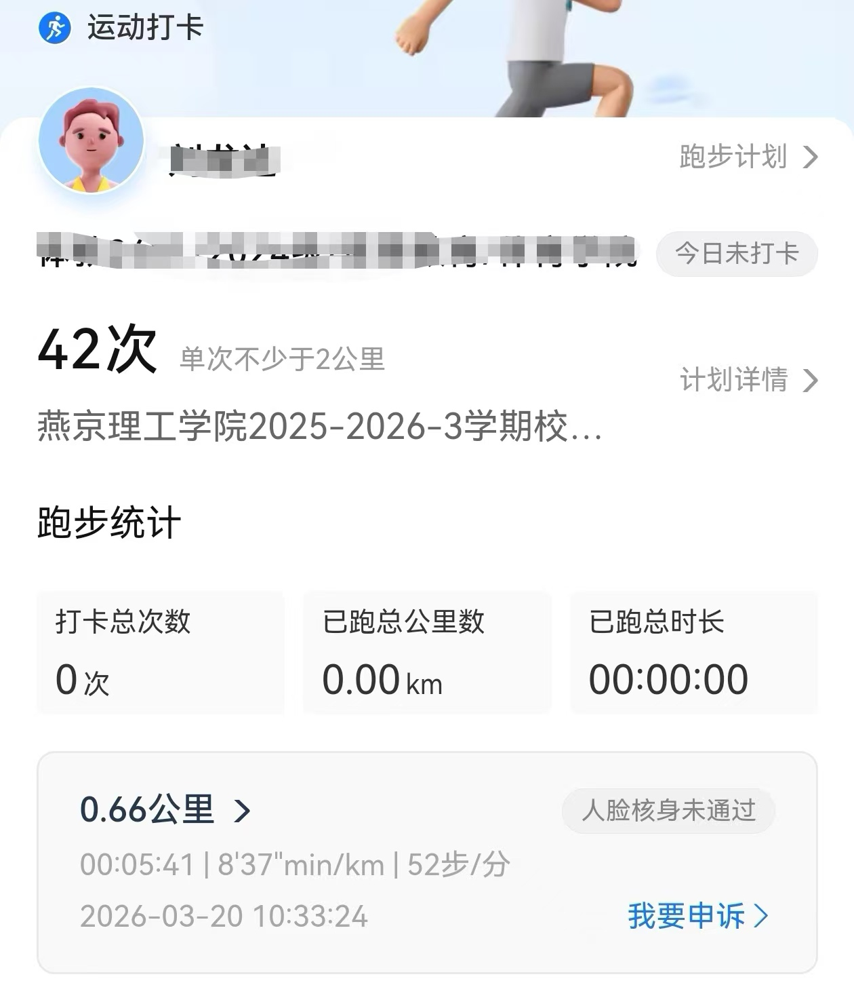 运动打卡
跑步计划
今日未打卡
42次 单次不少于2公里
计划详情
燕京理工学院2025-2026-3学期校...
跑步统计
打卡总次数 已跑总公里数 已跑总时长
0次 0.00km 00:00:00
0.66公里 人脸核身未通过
00:05:41 | 8'37"min/km | 52步/分
2026-03-20 10:33:24 我要申诉